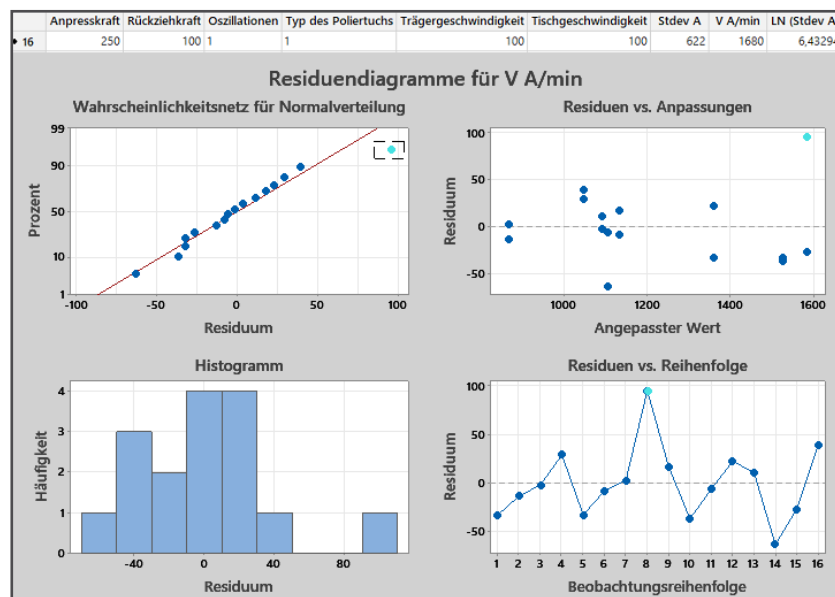 Anpresskraft Rückziehkraft Oszillationen Typ des Poliertuchs Trägergeschwindigkeit Tischgeschwindigkeit Stdev A V A/min LN (Stdev A
16 250 100 1 1 100 100 622 1680 6,43294
Residuendiagramme für V A/min
Wahrscheinlichkeitsnetz für Normalverteilung
99
90
50
10
1
Prozent
-100 -50 0 50 100
Residuum
Residuen vs. Anpassungen
100
50
0
-50
Residuum
1000 1200 1400 1600
Angepasster Wert
Histogramm
4
3
2
1
0
Häufigkeit
-40 0 40 80
Residuum
Residuen vs. Reihenfolge
100
50
0
-50
Residuum
1 2 3 4 5 6 7 8 9 10 11 12 13 14 15 16
Beobachtungsreihenfolge